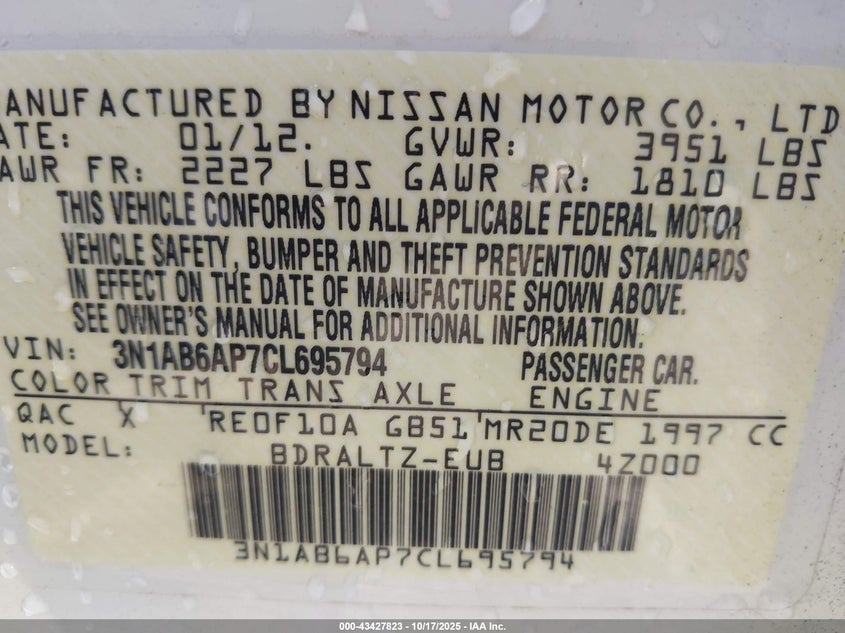 ANUFACTURED BY NISSAN MOTOR CO., LTD
ATE: 01/12. GVWR: 3951 LBS
AWR FR: 2227 LBS GAWR RR: 1810 LBS
THIS VEHICLE CONFORMS TO ALL APPLICABLE FEDERAL MOTOR
VEHICLE SAFETY, BUMPER AND THEFT PREVENTION STANDARDS
IN EFFECT ON THE DATE OF MANUFACTURE SHOWN ABOVE.
SEE OWNER'S MANUAL FOR ADDITIONAL INFORMATION.
VIN: 3N1AB6AP7CL695794 PASSENGER CAR.
COLOR TRIM TRANS AXLE ENGINE
QAC X RE0F10A GB51 MR20DE 1997 CC
MODEL: BDRALTZ-EUB 4Z000
3N1AB6AP7CL695794
000-43427823 - 10/17/2025 - IAA Inc.